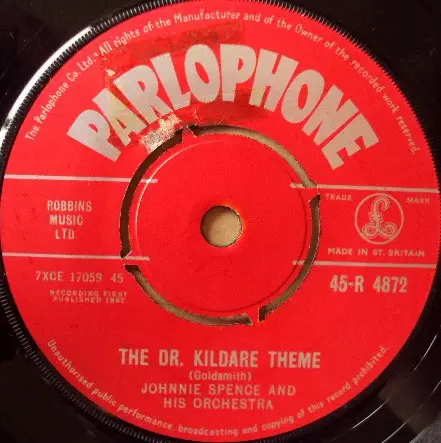 The Parlophone Co. Ltd. All rights of the Manufacturer and of the Owner of the recorded work reserved.
PARLOPHONE
ROBBINS
MUSIC
LTD
TRADE MARK
MADE IN GT. BRITAIN
7XCE 17059 45
RECORDING FIRST
PUBLISHED 1962
45-R 4872
THE DR. KILDARE THEME
(Goldsmith)
JOHNNIE SPENCE AND
HIS ORCHESTRA
Unauthorised public performance, broadcasting and copying of this record prohibited.